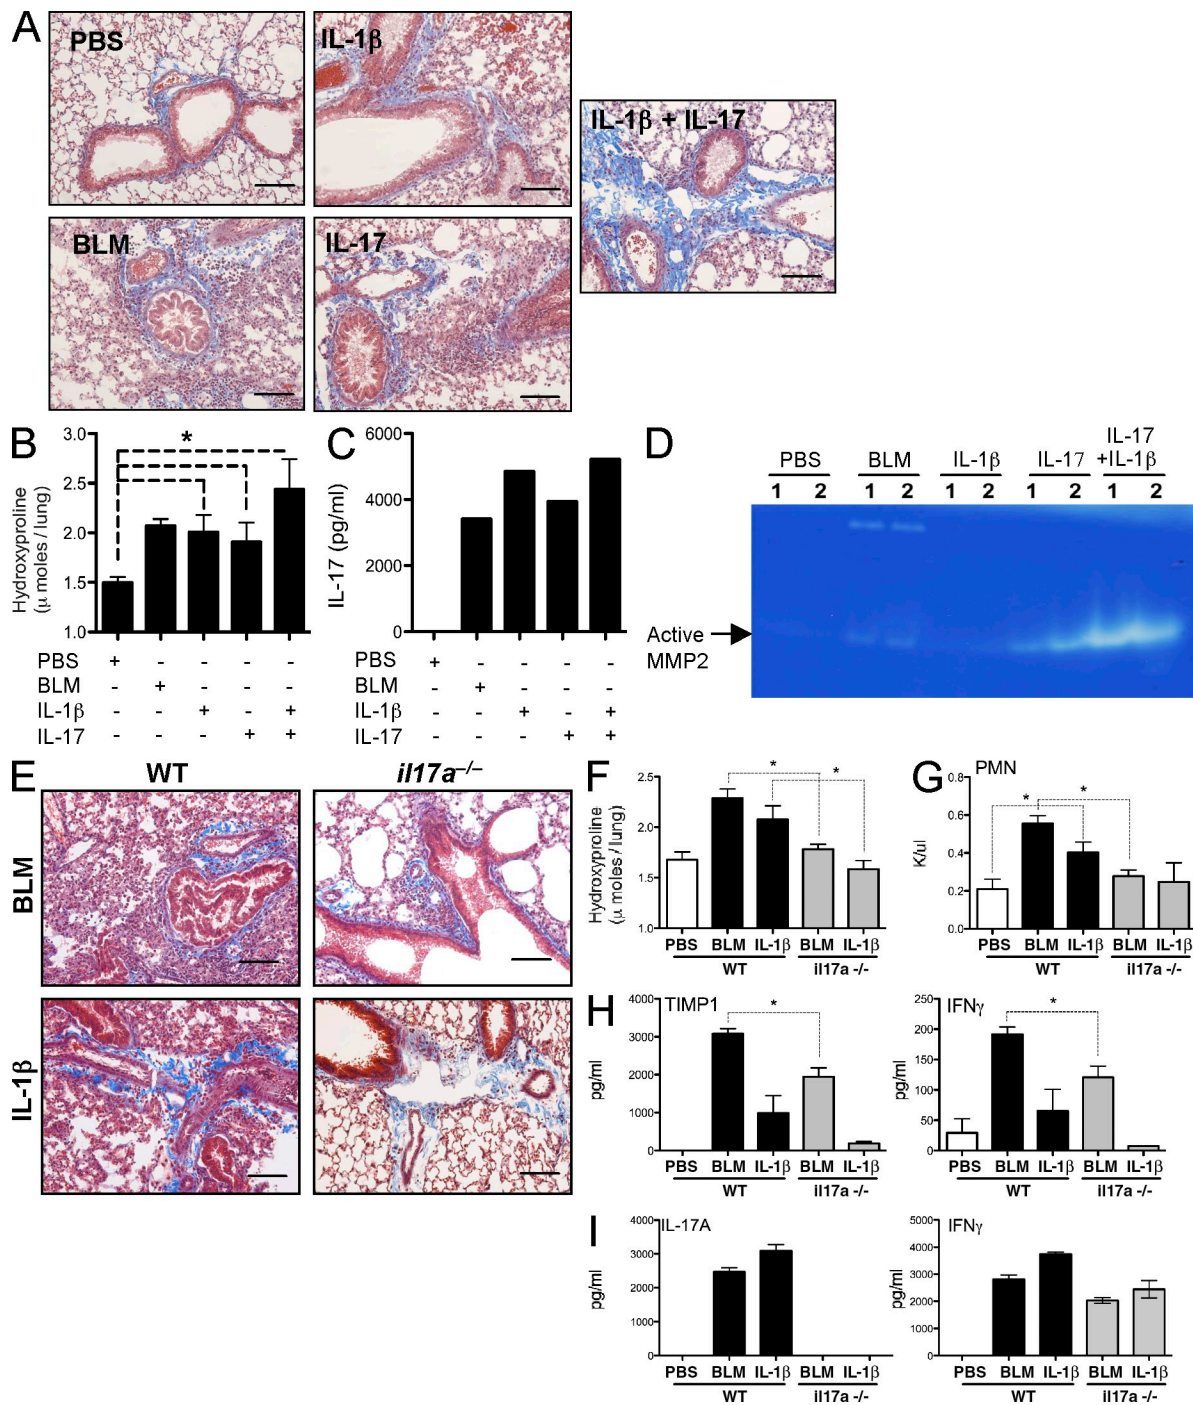 A
PBS
IL-1β
IL-1β + IL-17
BLM
IL-17
B
Hydroxyproline
(μ moles / lung)
3.0
2.5
2.0
1.5
1.0
*
PBS + - - - -
BLM - + - - -
IL-1β - - + - +
IL-17 - - - + +
C
IL-17 (pg/ml)
6000
4000
2000
0
PBS + - - - -
BLM - + - - -
IL-1β - - + - +
IL-17 - - - + +
D
PBS BLM IL-1β IL-17 IL-17
+IL-1β
1 2 1 2 1 2 1 2 1 2
Active
MMP2
E
WT il17a–/–
BLM
IL-1β
F
Hydroxyproline
(μ moles / lung)
2.5
2.0
1.5
1.0
* *
PBS BLM IL-1β BLM IL-1β
WT il17a -/-
G
PMN
K/ul
0.8
0.6
0.4
0.2
0.0
* *
PBS BLM IL-1β BLM IL-1β
WT il17a -/-
H
TIMP1
pg/ml
4000
3000
2000
1000
0
*
PBS BLM IL-1β BLM IL-1β
WT il17a -/-
IFNγ
pg/ml
250
200
150
100
50
0
*
PBS BLM IL-1β BLM IL-1β
WT il17a -/-
I
IL-17A
pg/ml
4000
3000
2000
1000
0
PBS BLM IL-1β BLM IL-1β
WT il17a -/-
IFNγ
pg/ml
5000
4000
3000
2000
1000
0
PBS BLM IL-1β BLM IL-1β
WT il17a -/-